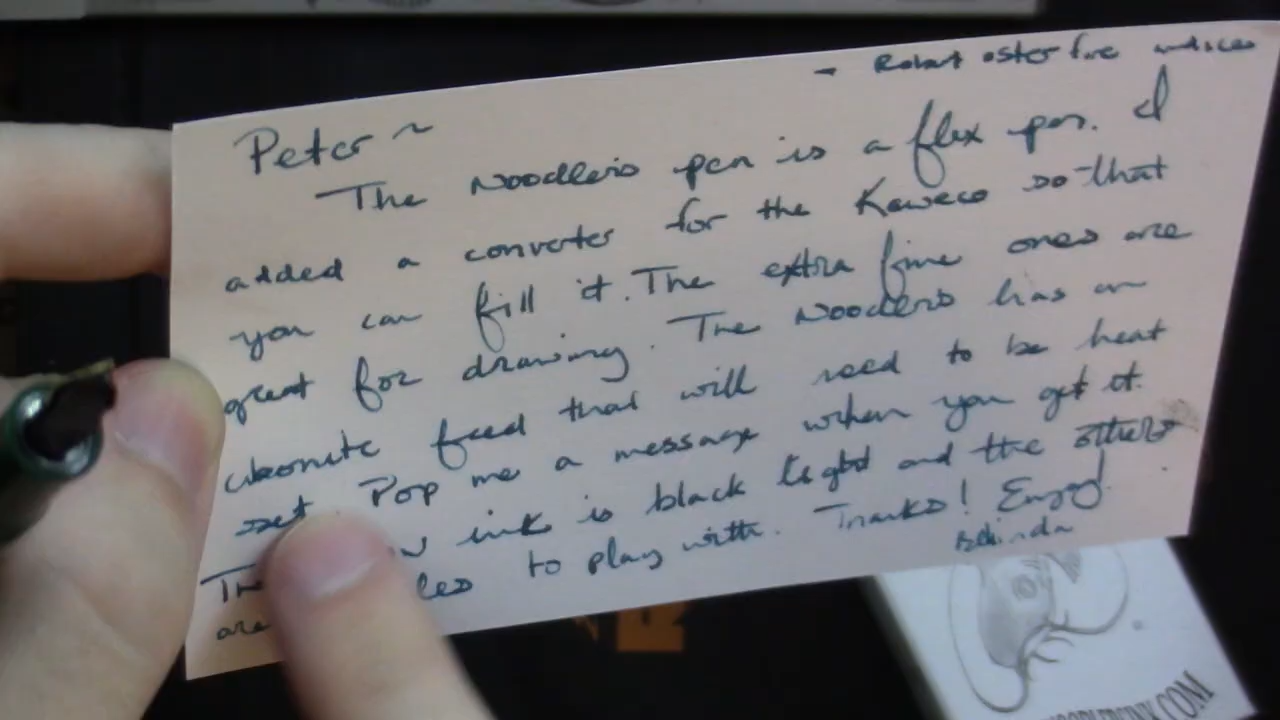 - Robert oster fire and ice
Peter ~
The Noodlers pen is a flex pen. I
added a converter for the Kaweco so that
you can fill it. The extra fine ones are
great for drawing. The Noodlers has an
ebonite feed that will need to be heat
set. Pop me a message when you get it.
ink is black light and the others
are to play with. Thanks! Enjoy!
Belinda